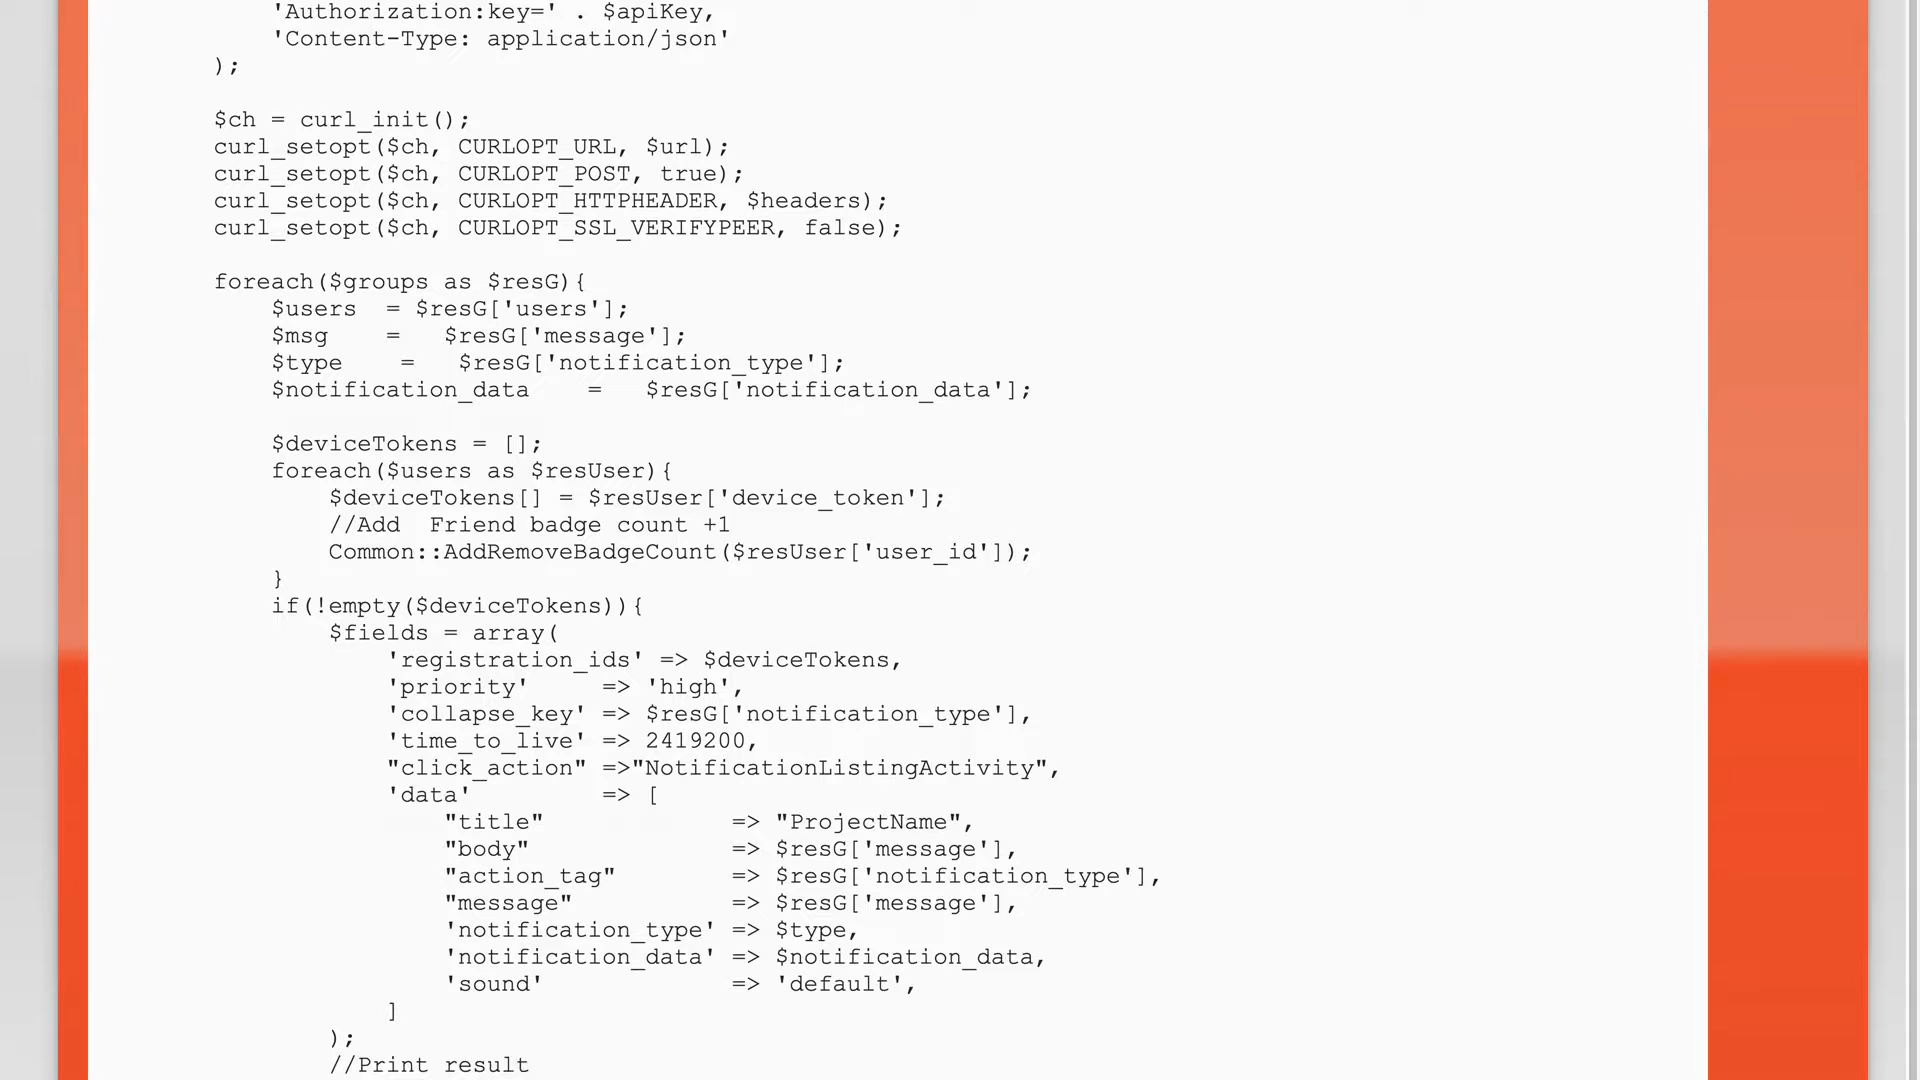 'Authorization:key=' . $apiKey,
'Content-Type: application/json'
);
$ch = curl_init();
curl_setopt($ch, CURLOPT_URL, $url);
curl_setopt($ch, CURLOPT_POST, true);
curl_setopt($ch, CURLOPT_HTTPHEADER, $headers);
curl_setopt($ch, CURLOPT_SSL_VERIFYPEER, false);
foreach($groups as $resG){
$users  = $resG['users'];
$msg    =   $resG['message'];
$type    =   $resG['notification_type'];
$notification_data    =   $resG['notification_data'];
$deviceTokens = [];
foreach($users as $resUser){
$deviceTokens[] = $resUser['device_token'];
//Add  Friend badge count +1
Common::AddRemoveBadgeCount($resUser['user_id']);
}
if(!empty($deviceTokens)){
$fields = array(
'registration_ids' => $deviceTokens,
'priority'     => 'high',
'collapse_key' => $resG['notification_type'],
'time_to_live' => 2419200,
"click_action" =>"NotificationListingActivity",
'data'         => [
"title"             => "ProjectName",
"body"              => $resG['message'],
"action_tag"        => $resG['notification_type'],
"message"           => $resG['message'],
'notification_type' => $type,
'notification_data' => $notification_data,
'sound'             => 'default',
]
);
//Print result